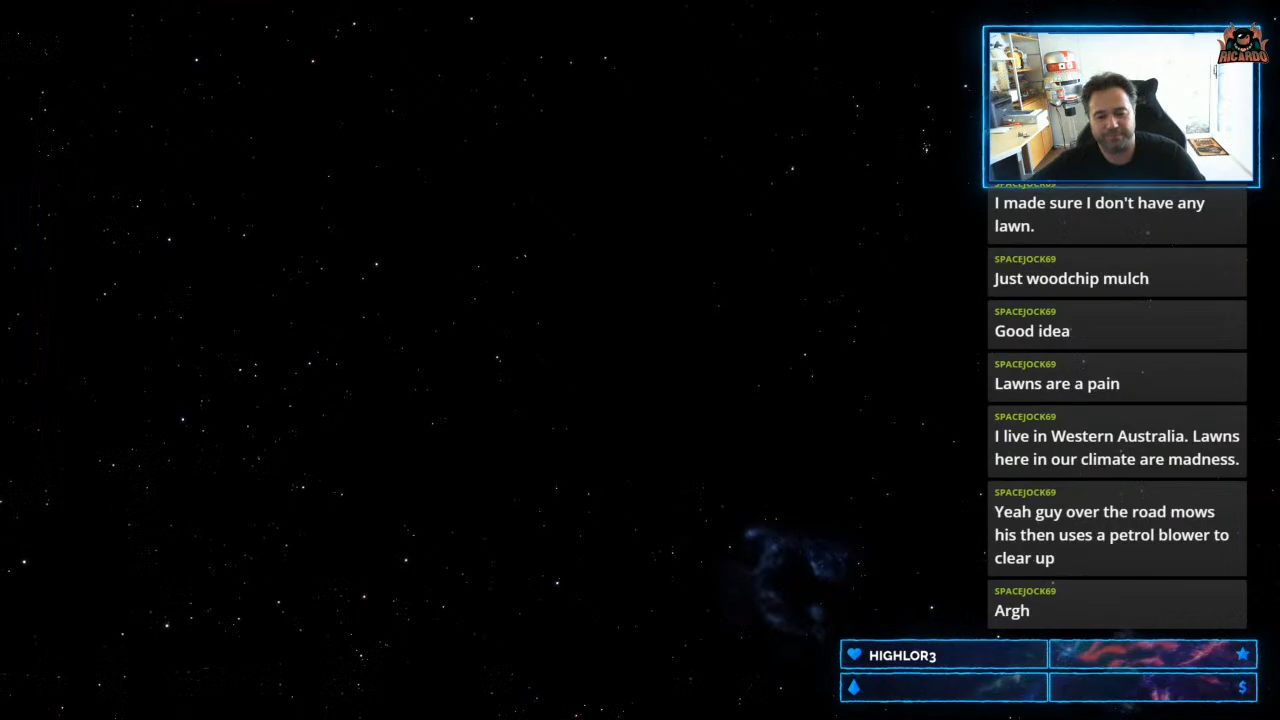 RICARDO
SPACEJOCK69
I made sure I don't have any
lawn.
SPACEJOCK69
Just woodchip mulch
SPACEJOCK69
Good idea
SPACEJOCK69
Lawns are a pain
SPACEJOCK69
I live in Western Australia. Lawns
here in our climate are madness.
SPACEJOCK69
Yeah guy over the road mows
his then uses a petrol blower to
clear up
SPACEJOCK69
Argh
HIGHLOR3
$